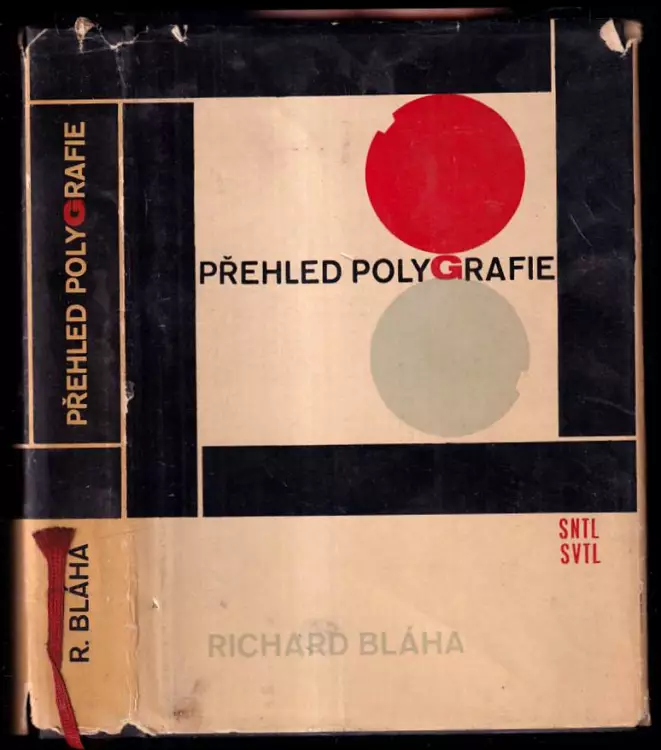 PŘEHLED POLYGRAFIE
R. BLÁHA
PŘEHLED POLYGRAFIE
SNTL
SVTL
RICHARD BLÁHA